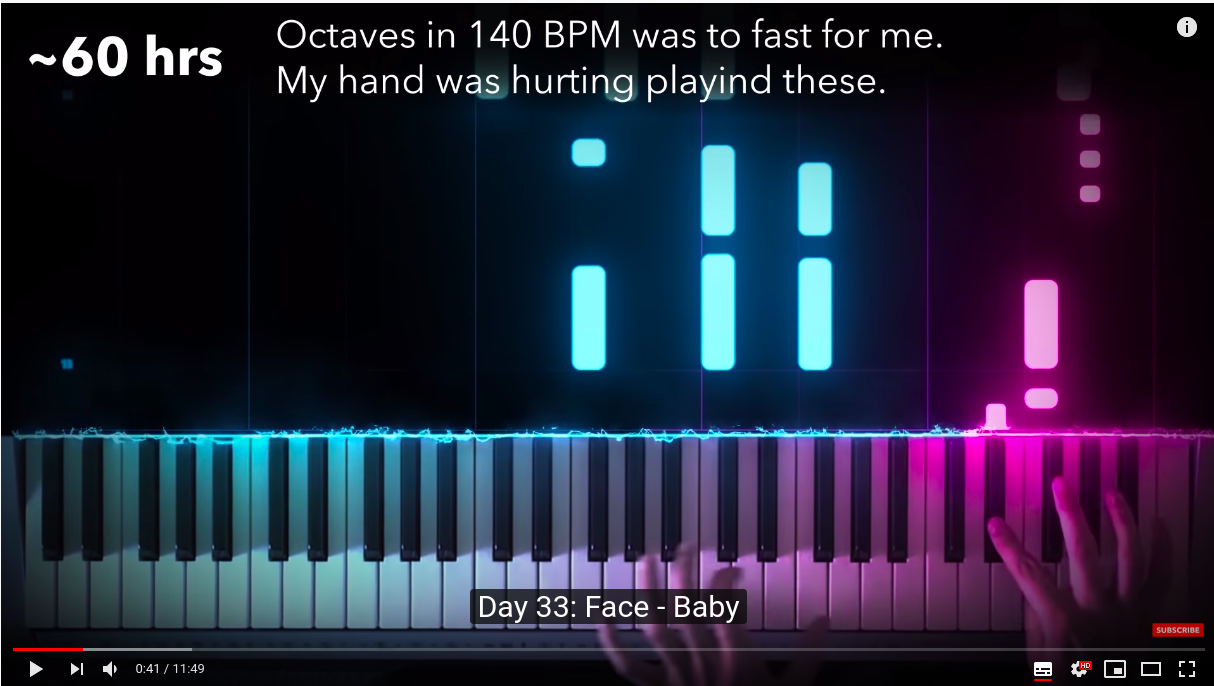 ~60 hrs
Octaves in 140 BPM was to fast for me.
My hand was hurting playind these.
Day 33: Face - Baby
SUBSCRIBE
0:41 / 11:49
HD